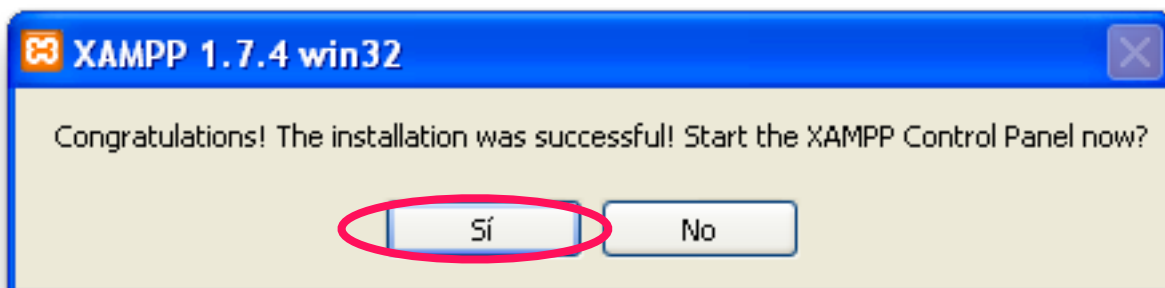 XAMPP 1.7.4 win32
Congratulations! The installation was successful! Start the XAMPP Control Panel now?
Sí No